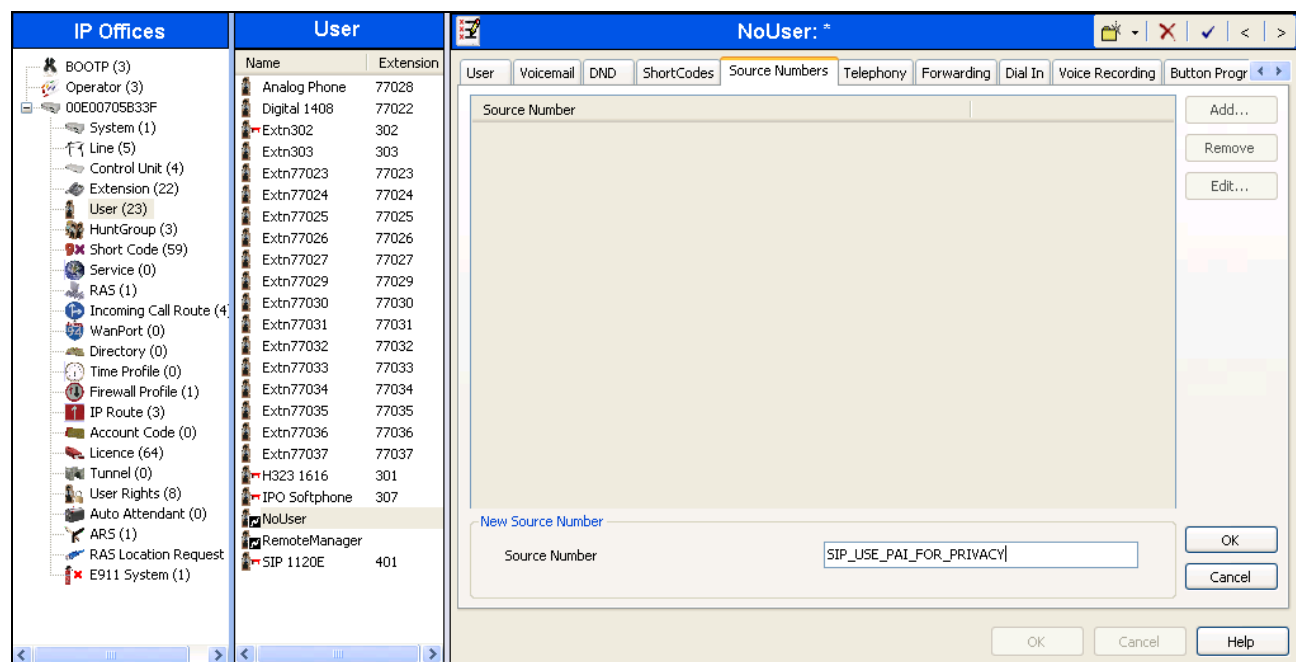 IP Offices
BOOTP (3)
Operator (3)
00E00705B33F
System (1)
Line (5)
Control Unit (4)
Extension (22)
User (23)
HuntGroup (3)
Short Code (59)
Service (0)
RAS (1)
Incoming Call Route (4
WanPort (0)
Directory (0)
Time Profile (0)
Firewall Profile (1)
IP Route (3)
Account Code (0)
Licence (64)
Tunnel (0)
User Rights (8)
Auto Attendant (0)
ARS (1)
RAS Location Request
E911 System (1)
User
Name Extension
Analog Phone 77028
Digital 1408 77022
Extn302 302
Extn303 303
Extn77023 77023
Extn77024 77024
Extn77025 77025
Extn77026 77026
Extn77027 77027
Extn77029 77029
Extn77030 77030
Extn77031 77031
Extn77032 77032
Extn77033 77033
Extn77034 77034
Extn77035 77035
Extn77036 77036
Extn77037 77037
H323 1616 301
IPO Softphone 307
NoUser
RemoteManager
SIP 1120E 401
NoUser: *
User Voicemail DND ShortCodes Source Numbers Telephony Forwarding Dial In Voice Recording Button Progr
Source Number
Add...
Remove
Edit...
New Source Number
Source Number SIP_USE_PAI_FOR_PRIVACY
OK
Cancel
OK Cancel Help